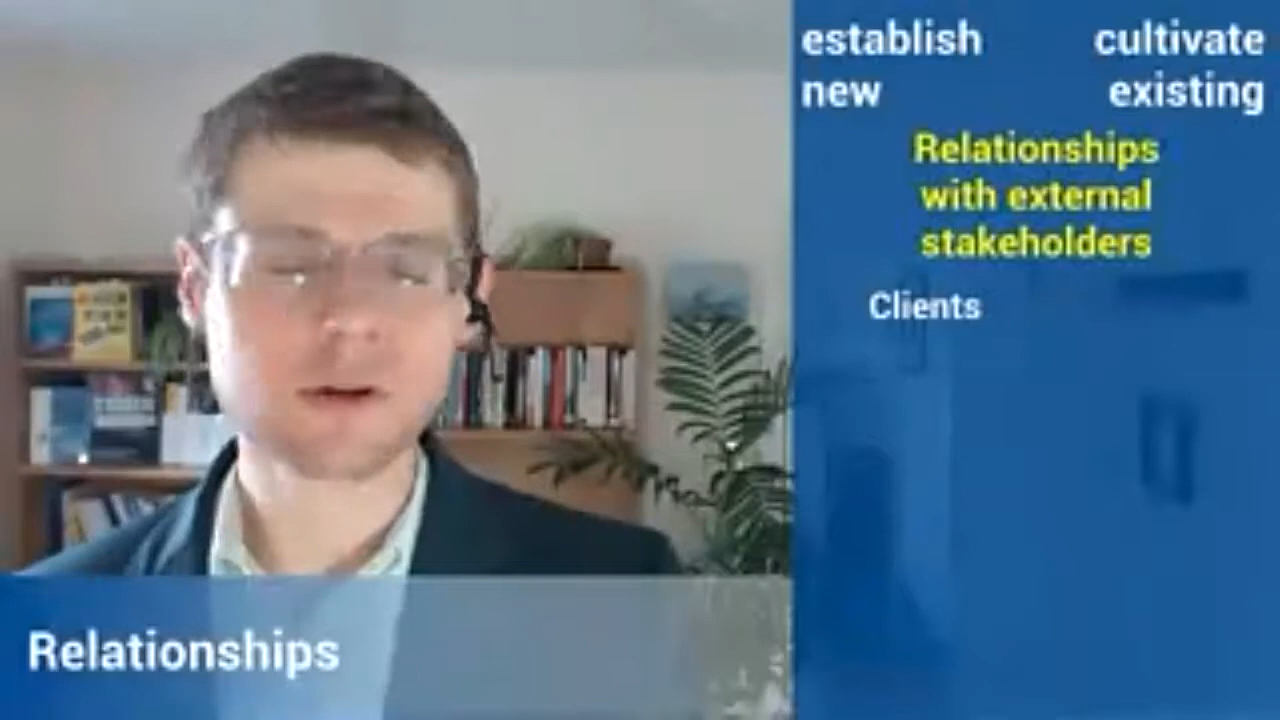 establish cultivate
new existing
Relationships
with external
stakeholders
Clients
Relationships